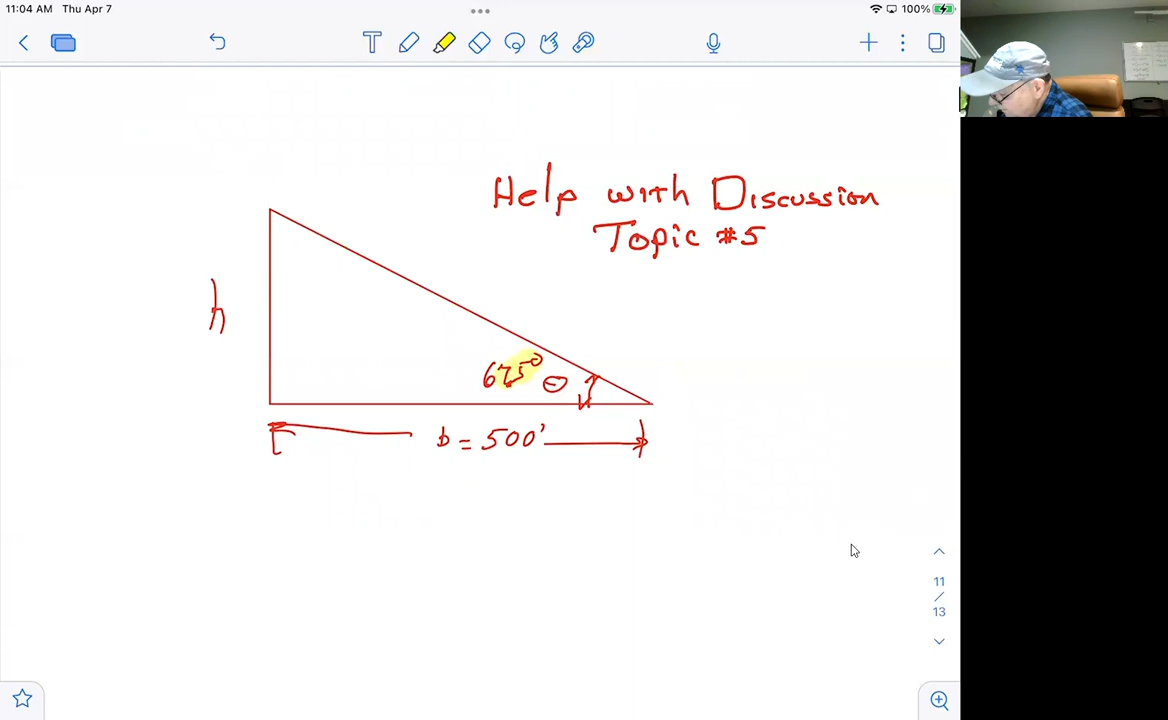 11:04 AM Thu Apr 7
100%
T
Help with Discussion
Topic #5
h
67.5° θ
b = 500'
11
/
13